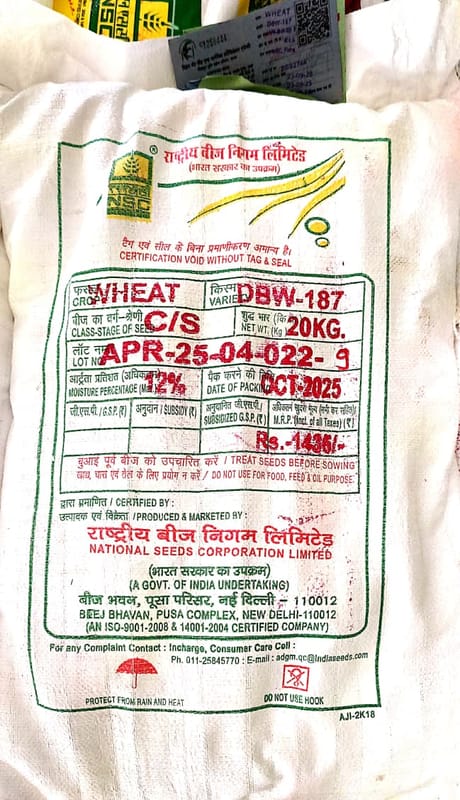 WHEAT
DBW-187
®
राष्ट्रीय बीज निगम लिमिटेड
(भारत सरकार का उपक्रम)
NSC
टैग एवं सील के बिना प्रमाणीकरण अमान्य है।
CERTIFICATION VOID WITHOUT TAG & SEAL
WHEAT
DBW-187
बीज का वर्ग-श्रेणी
CLASS-STAGE OF SEED C/S
शुद्ध भार
NET WT. (Kg 20KG.
लॉट
LOT APR-25-04-022-9
आर्द्रता प्रतिशत
MOISTURE PERCENTAGE 12%
पैक करने की
DATE OF PACKING OCT-2025
जी.एस.पी. (₹) अनुदान / SUBSIDY (₹) अनुदानित जी.एस.पी./ SUBSIDIZED G.S.P. (₹)
M.R.P. (Incl. of all Taxes) (₹)
Rs.-1436/-
बुआई पूर्व बीज को उपचारित करें / TREAT SEEDS BEFORE SOWING
खाद्य, घास एवं तेल के लिए प्रयोग न करें / DO NOT USE FOR FOOD, FEED & OIL PURPOSE
द्वारा प्रमाणित / CERTIFIED BY :
उत्पादक एवं विक्रेता /PRODUCED & MARKETED BY :
राष्ट्रीय बीज निगम लिमिटेड
NATIONAL SEEDS CORPORATION LIMITED
(भारत सरकार का उपक्रम)
(A GOVT. OF INDIA UNDERTAKING)
बीज भवन, पूसा परिसर, नई दिल्ली – 110012
BEEJ BHAVAN, PUSA COMPLEX, NEW DELHI-110012
(AN ISO-9001-2008 & 14001-2004 CERTIFIED COMPANY)
For any Complaint Contact : Incharge, Consumer Care Cell :
Ph. 011-25845770 : E-mail : adgm.qc@indiaseeds.com
PROTECT FROM RAIN AND HEAT
DO NOT USE HOOK
AJI-2K18